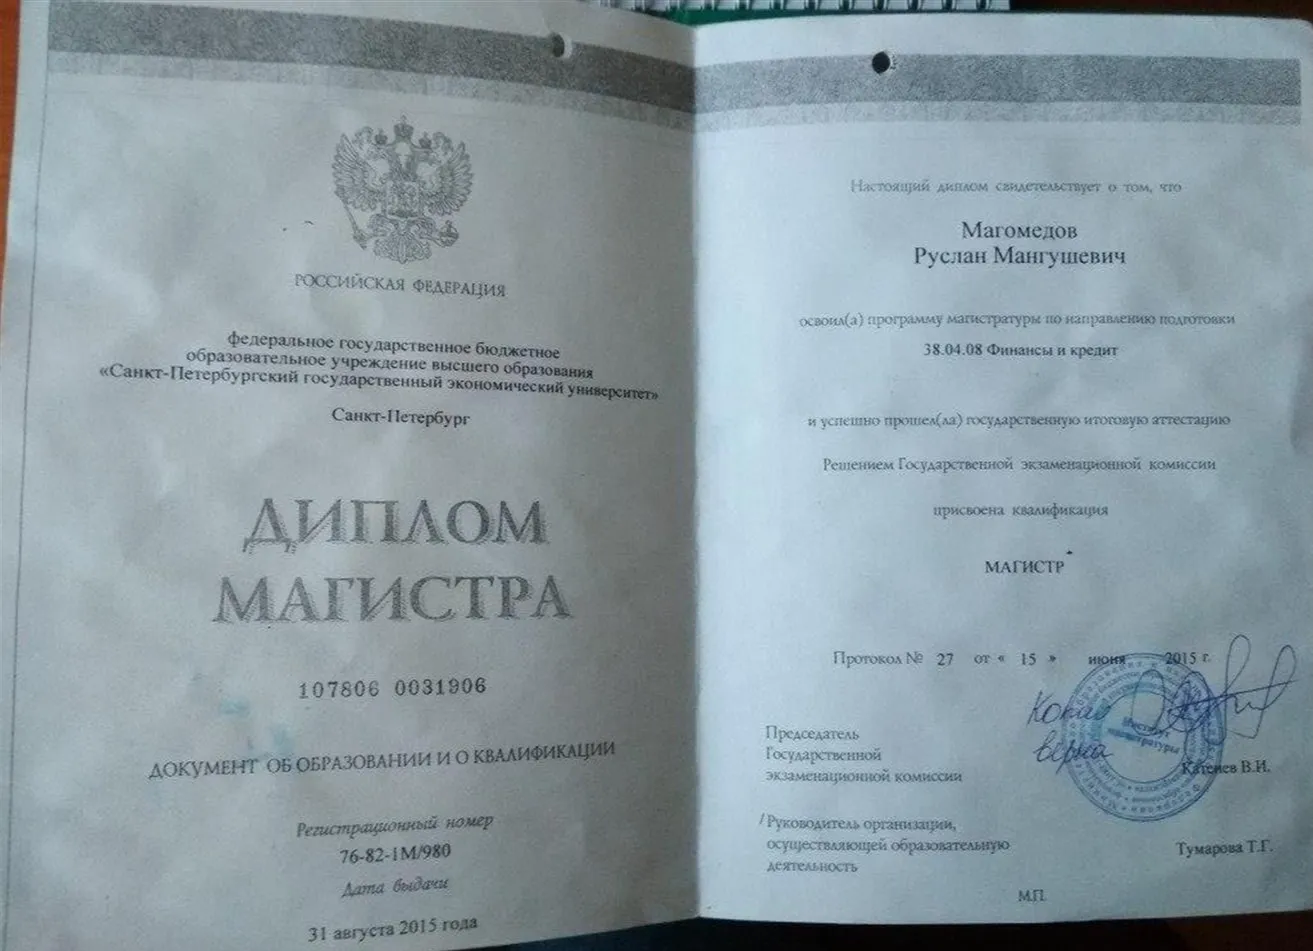 РОССИЙСКАЯ ФЕДЕРАЦИЯ
федеральное государственное бюджетное
образовательное учреждение высшего образования
«Санкт-Петербургский государственный экономический университет»
Санкт-Петербург
ДИПЛОМ
МАГИСТРА
107806 0031906
ДОКУМЕНТ ОБ ОБРАЗОВАНИИ И О КВАЛИФИКАЦИИ
Регистрационный номер
76-82-1М/980
Дата выдачи
31 августа 2015 года
Настоящий диплом свидетельствует о том, что
Магомедов
Руслан Мангушевич
освоил(а) программу магистратуры по направлению подготовки
38.04.08 Финансы и кредит
и успешно прошел(ла) государственную итоговую аттестацию
Решением Государственной экзаменационной комиссии
присвоена квалификация
МАГИСТР
Протокол № 27 от « 15 » июня 2015 г.
Копия
верна
Институт
магистратуры
Председатель
Государственной
экзаменационной комиссии
Катенев В.И.
Руководитель организации,
осуществляющей образовательную
деятельность
Тумарова Т.Г.
М.П.